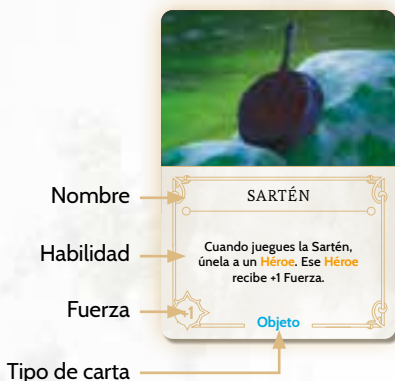 SARTÉN
Nombre
Cuando juegues la Sartén,
únela a un Héroe. Ese Héroe
recibe +1 Fuerza.
Habilidad
Fuerza
+1
Objeto
Tipo de carta